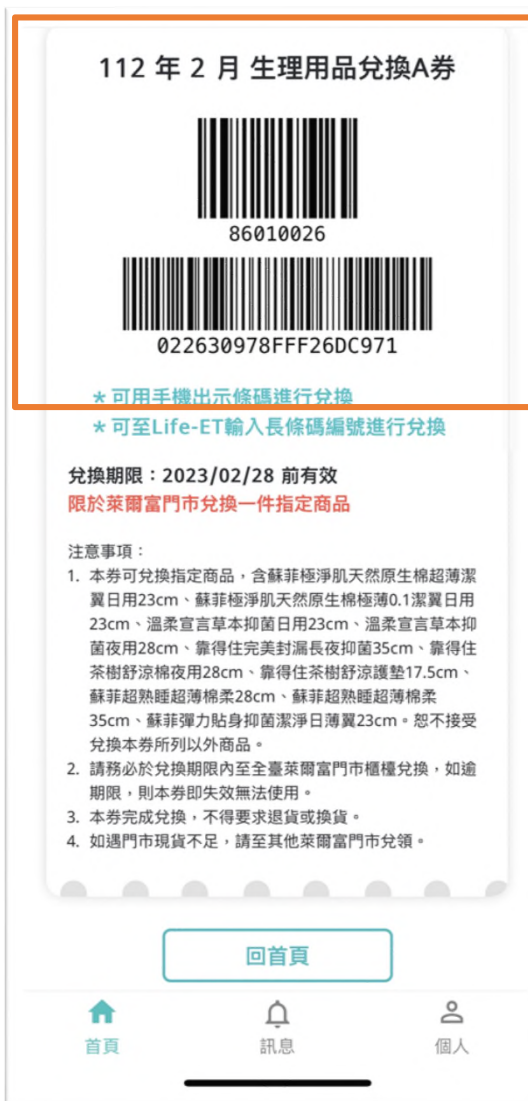 112 年 2 月 生理用品兌換A券
86010026
022630978FFF26DC971
＊可用手機出示條碼進行兌換
＊可至Life-ET輸入長條碼編號進行兌換
兌換期限：2023/02/28 前有效
限於萊爾富門市兌換一件指定商品
注意事項：
1. 本券可兌換指定商品，含蘇菲極淨肌天然原生棉超薄潔
翼日用23cm、蘇菲極淨肌天然原生棉極薄0.1潔翼日用
23cm、溫柔宣言草本抑菌日用23cm、溫柔宣言草本抑
菌夜用28cm、靠得住完美封漏長夜抑菌35cm、靠得住
茶樹舒涼棉夜用28cm、靠得住茶樹舒涼護墊17.5cm、
蘇菲超熟睡超薄棉柔28cm、蘇菲超熟睡超薄棉柔
35cm、蘇菲彈力貼身抑菌潔淨日薄翼23cm。恕不接受
兌換本券所列以外商品。
2. 請務必於兌換期限內至全臺萊爾富門市櫃檯兌換，如逾
期限，則本券即失效無法使用。
3. 本券完成兌換，不得要求退貨或換貨。
4. 如遇門市現貨不足，請至其他萊爾富門市兌領。
回首頁
首頁 訊息 個人